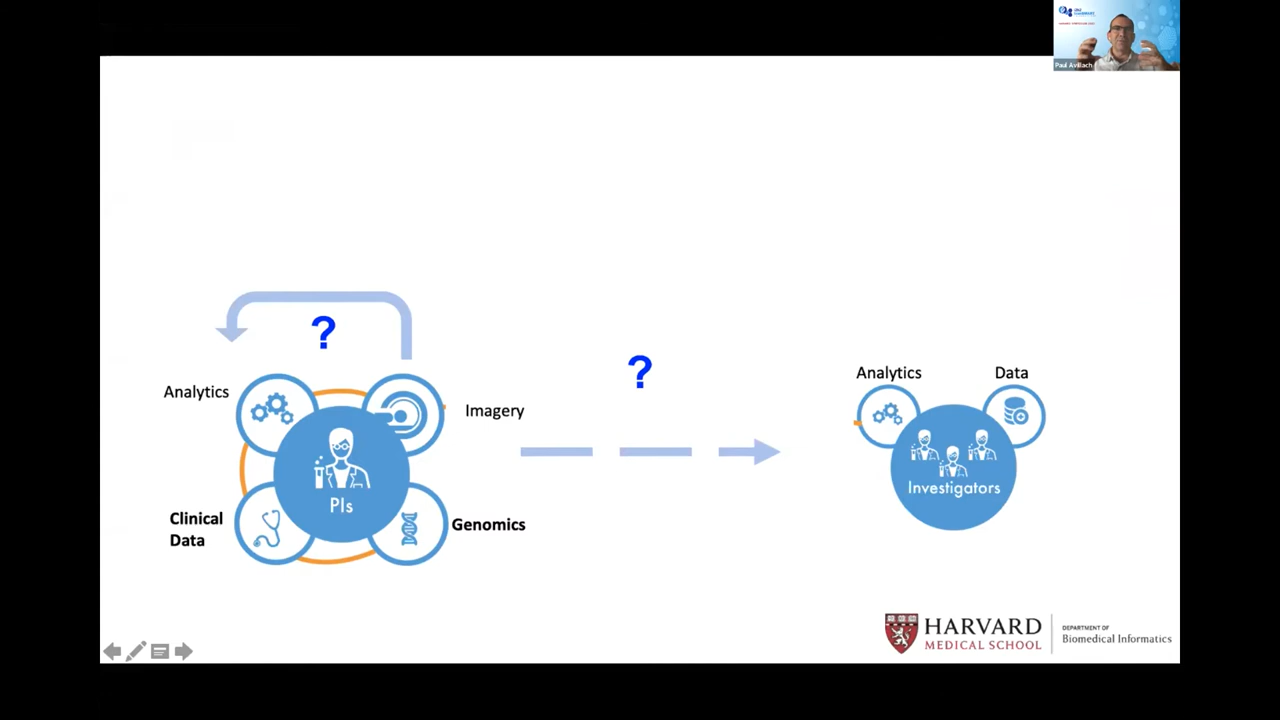 Paul Avillach
?
?
Analytics
Imagery
PIs
Clinical
Data
Genomics
Analytics
Data
Investigators
HARVARD
MEDICAL SCHOOL
DEPARTMENT OF
Biomedical Informatics